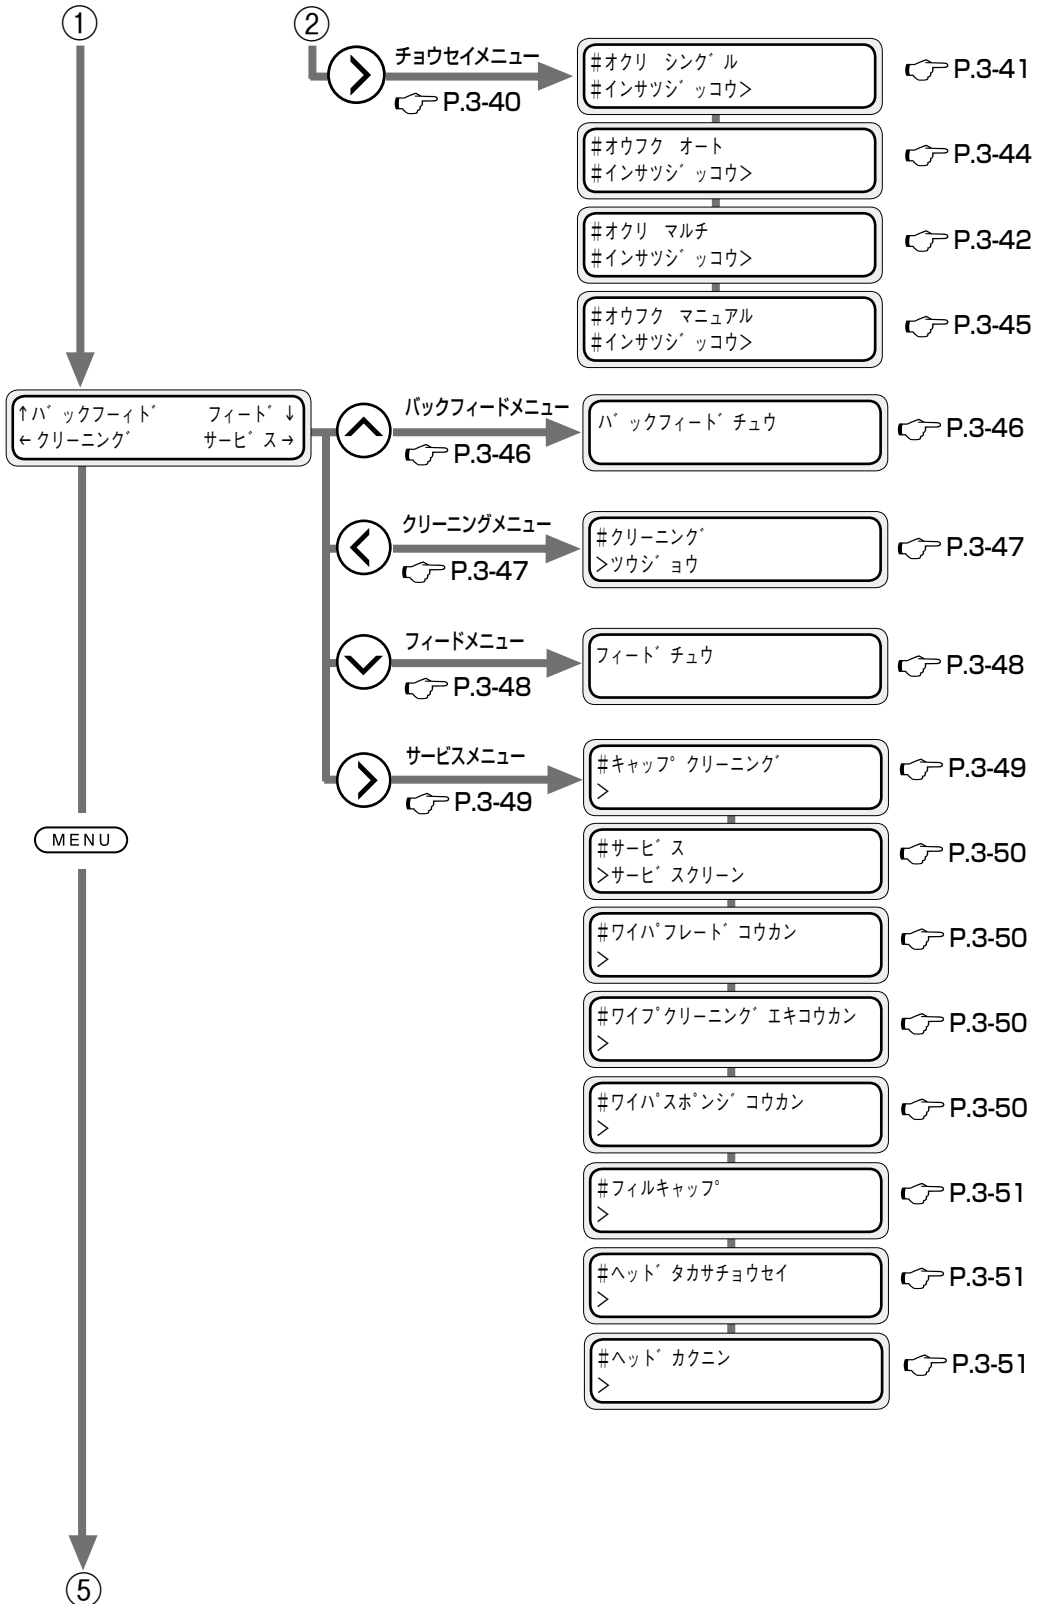 ①
②
チョウセイメニュー
P.3-40
#オクリ シング゛ル
#インサツシ゛ッコウ>
P.3-41
#オウフク オート
#インサツシ゛ッコウ>
P.3-44
#オクリ マルチ
#インサツシ゛ッコウ>
P.3-42
#オウフク マニュアル
#インサツシ゛ッコウ>
P.3-45
↑ハ゛ックフーィト゛ フィート゛↓
←クリーニンク゛ サーヒ゛ス→
バックフィードメニュー
P.3-46
ハ゛ックフィート゛チュウ
P.3-46
クリーニングメニュー
P.3-47
#クリーニンク゛
>ツウシ゛ョウ
P.3-47
フィードメニュー
P.3-48
フィート゛チュウ
P.3-48
サービスメニュー
P.3-49
#キャッフ゜クリーニンク゛
>
P.3-49
MENU
#サーヒ゛ス
>サーヒ゛スクリーン
P.3-50
#ワイハ゜フレート゛コウカン
>
P.3-50
#ワイフ゜クリーニンク゛エキコウカン
>
P.3-50
#ワイハ゜スホ゜ンシ゛コウカン
>
P.3-50
#フィルキャッフ゜
>
P.3-51
#ヘット゛タカサチョウセイ
>
P.3-51
#ヘット゛カクニン
>
P.3-51
⑤